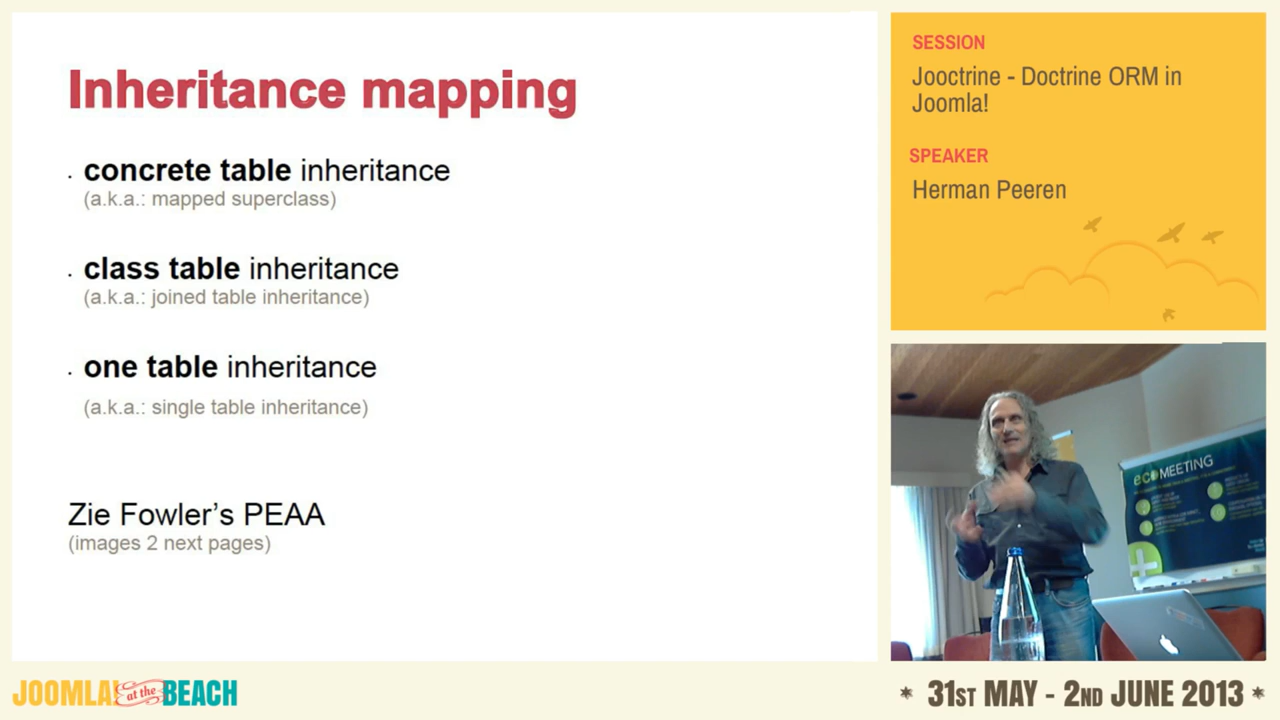 Inheritance mapping
· concrete table inheritance
(a.k.a.: mapped superclass)
· class table inheritance
(a.k.a.: joined table inheritance)
· one table inheritance
(a.k.a.: single table inheritance)
Zie Fowler's PEAA
(images 2 next pages)
SESSION
Jooctrine - Doctrine ORM in
Joomla!
SPEAKER
Herman Peeren
eco MEETING
JOOMLA! at the BEACH
* 31ST MAY - 2ND JUNE 2013 *